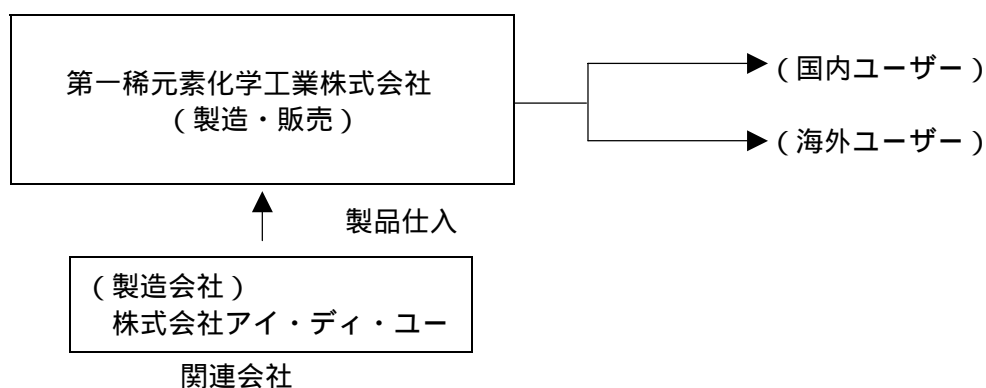 第一稀元素化学工業株式会社
（製造・販売）
（国内ユーザー）
（海外ユーザー）
製品仕入
（製造会社）
株式会社アイ・ディ・ユー
関連会社